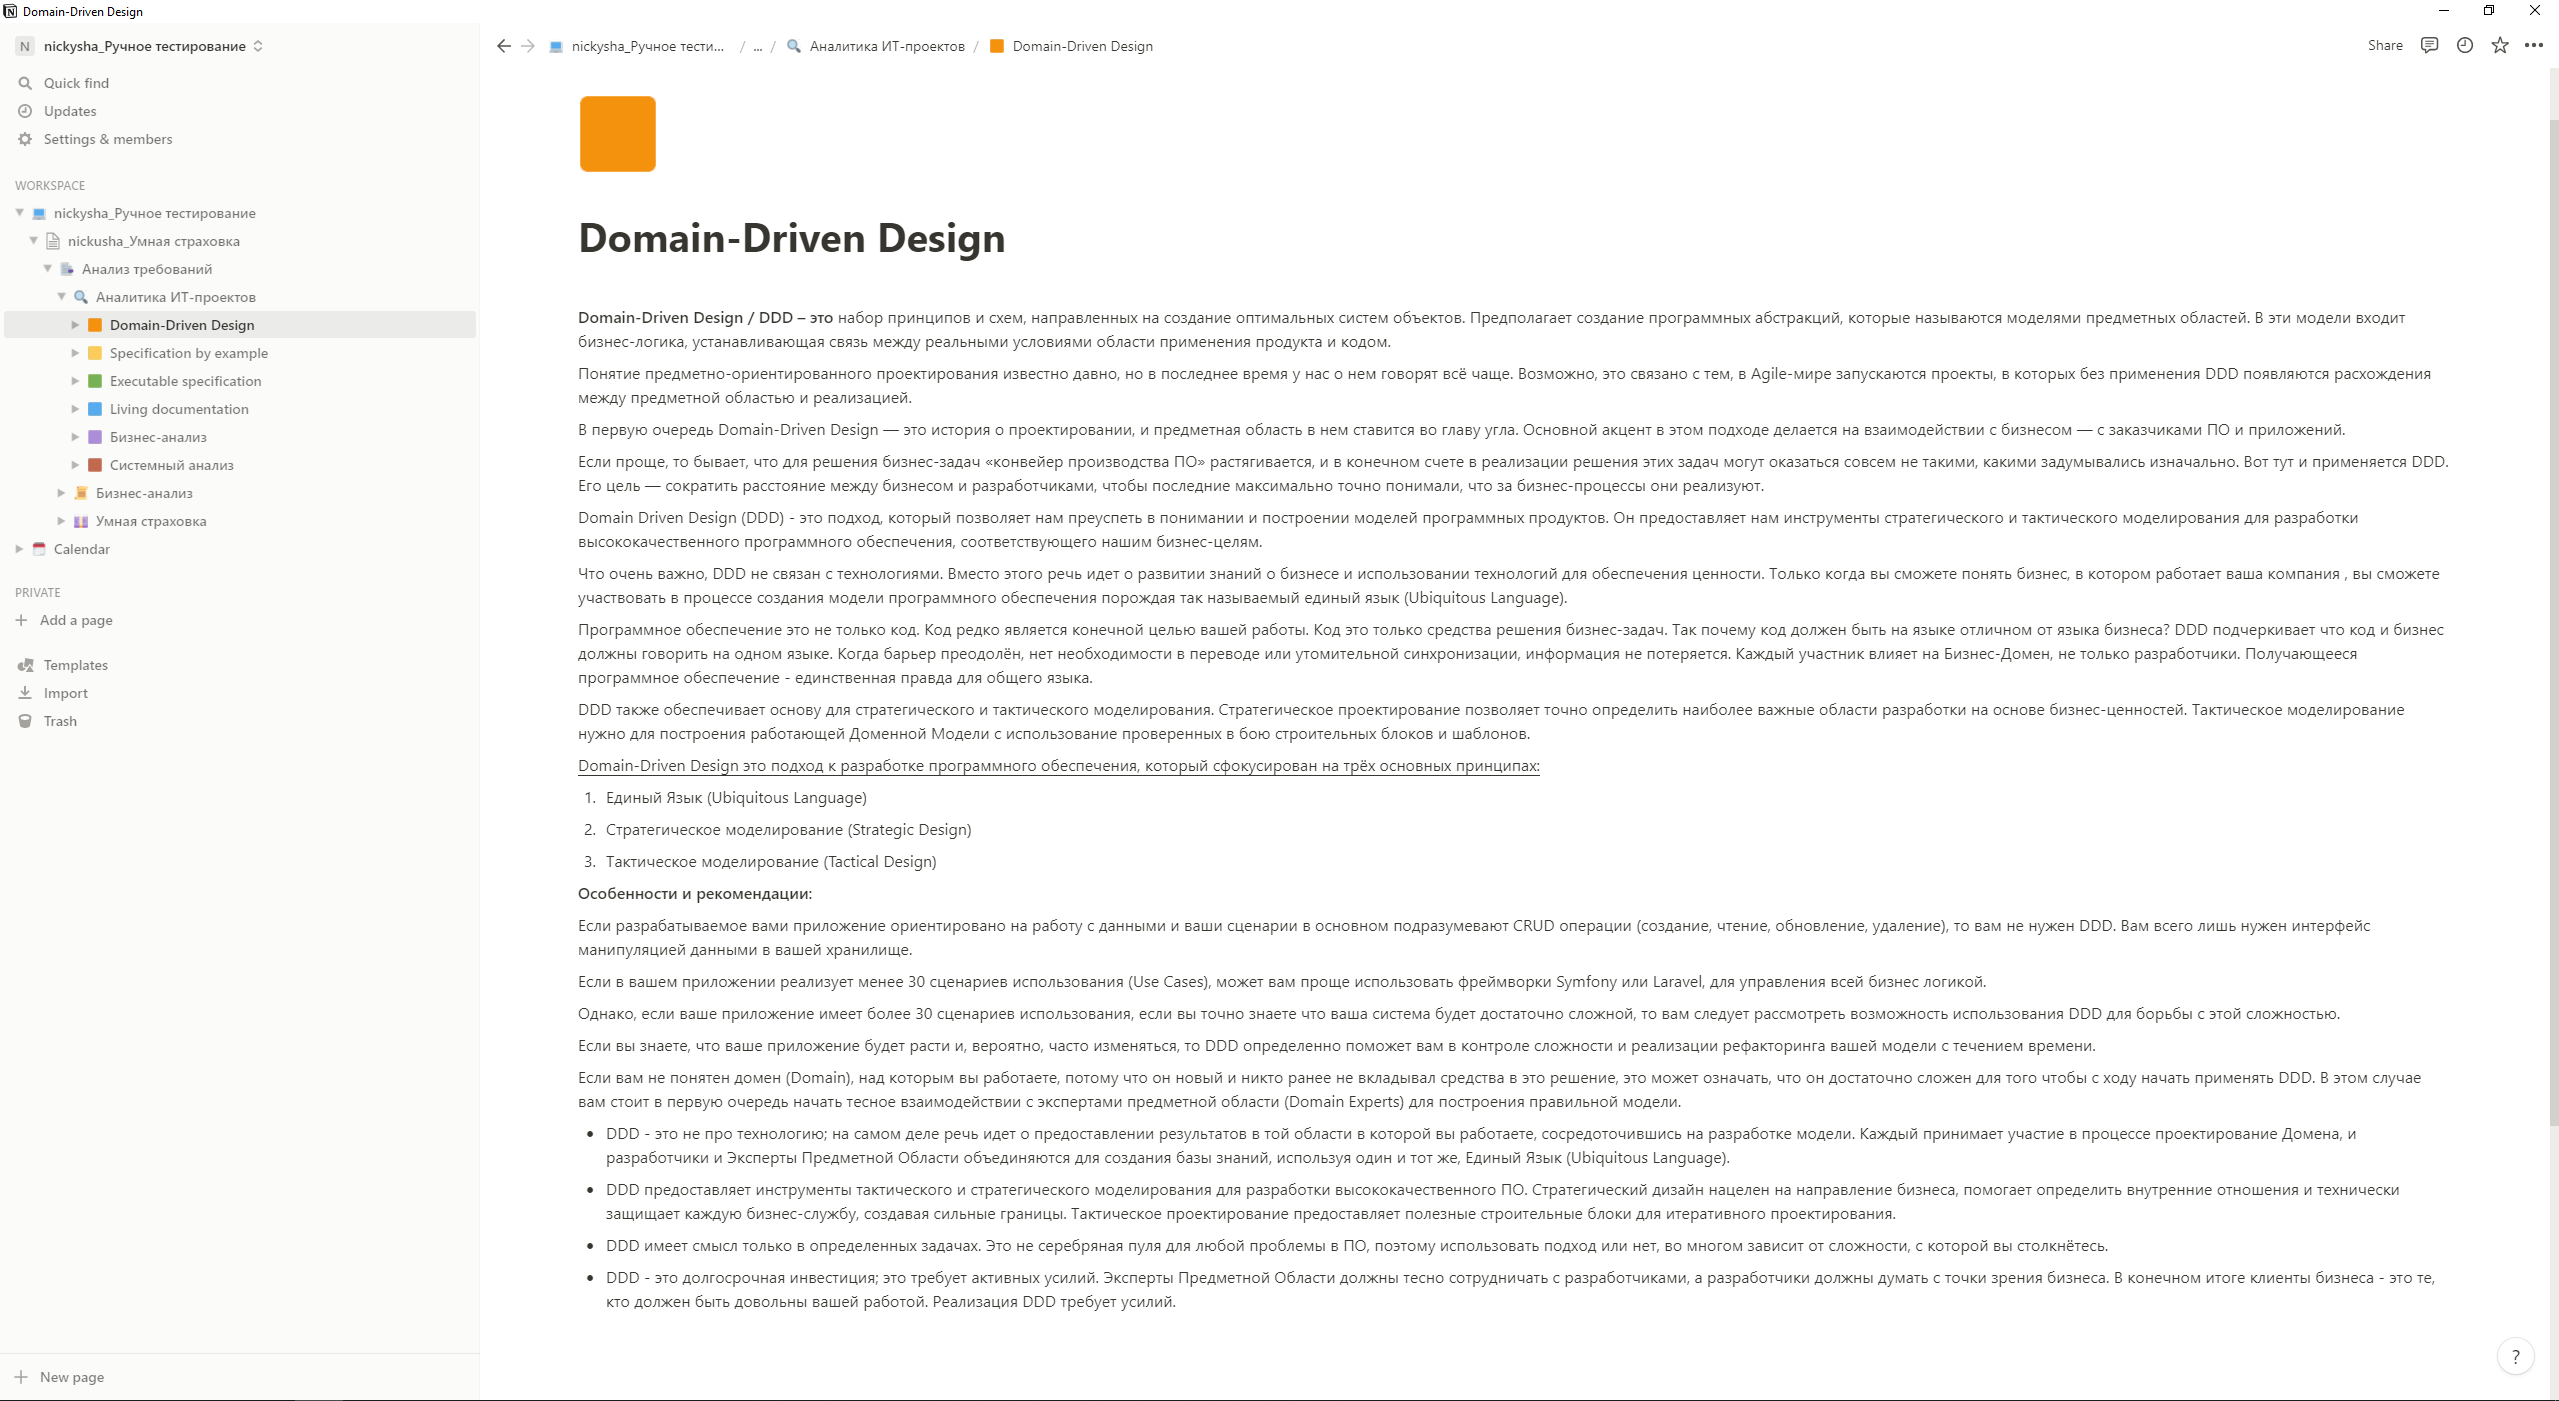 Domain-Driven Design
N nickysha_Ручное тестирование
Quick find
Updates
Settings & members
WORKSPACE
nickysha_Ручное тестирование
nickusha_Умная страховка
Анализ требований
Аналитика ИТ-проектов
Domain-Driven Design
Specification by example
Executable specification
Living documentation
Бизнес-анализ
Системный анализ
Бизнес-анализ
Умная страховка
Calendar
PRIVATE
Add a page
Templates
Import
Trash
New page
nickysha_Ручное тести... / ... / Аналитика ИТ-проектов / Domain-Driven Design
Share
Domain-Driven Design
Domain-Driven Design / DDD – это набор принципов и схем, направленных на создание оптимальных систем объектов. Предполагает создание программных абстракций, которые называются моделями предметных областей. В эти модели входит
бизнес-логика, устанавливающая связь между реальными условиями области применения продукта и кодом.
Понятие предметно-ориентированного проектирования известно давно, но в последнее время у нас о нем говорят всё чаще. Возможно, это связано с тем, в Agile-мире запускаются проекты, в которых без применения DDD появляются расхождения
между предметной областью и реализацией.
В первую очередь Domain-Driven Design — это история о проектировании, и предметная область в нем ставится во главу угла. Основной акцент в этом подходе делается на взаимодействии с бизнесом — с заказчиками ПО и приложений.
Если проще, то бывает, что для решения бизнес-задач «конвейер производства ПО» растягивается, и в конечном счете в реализации решения этих задач могут оказаться совсем не такими, какими задумывались изначально. Вот тут и применяется DDD.
Его цель — сократить расстояние между бизнесом и разработчиками, чтобы последние максимально точно понимали, что за бизнес-процессы они реализуют.
Domain Driven Design (DDD) - это подход, который позволяет нам преуспеть в понимании и построении моделей программных продуктов. Он предоставляет нам инструменты стратегического и тактического моделирования для разработки
высококачественного программного обеспечения, соответствующего нашим бизнес-целям.
Что очень важно, DDD не связан с технологиями. Вместо этого речь идет о развитии знаний о бизнесе и использовании технологий для обеспечения ценности. Только когда вы сможете понять бизнес, в котором работает ваша компания , вы сможете
участвовать в процессе создания модели программного обеспечения порождая так называемый единый язык (Ubiquitous Language).
Программное обеспечение это не только код. Код редко является конечной целью вашей работы. Код это только средства решения бизнес-задач. Так почему код должен быть на языке отличном от языка бизнеса? DDD подчеркивает что код и бизнес
должны говорить на одном языке. Когда барьер преодолён, нет необходимости в переводе или утомительной синхронизации, информация не потеряется. Каждый участник влияет на Бизнес-Домен, не только разработчики. Получающееся
программное обеспечение - единственная правда для общего языка.
DDD также обеспечивает основу для стратегического и тактического моделирования. Стратегическое проектирование позволяет точно определить наиболее важные области разработки на основе бизнес-ценностей. Тактическое моделирование
нужно для построения работающей Доменной Модели с использование проверенных в бою строительных блоков и шаблонов.
Domain-Driven Design это подход к разработке программного обеспечения, который сфокусирован на трёх основных принципах:
1. Единый Язык (Ubiquitous Language)
2. Стратегическое моделирование (Strategic Design)
3. Тактическое моделирование (Tactical Design)
Особенности и рекомендации:
Если разрабатываемое вами приложение ориентировано на работу с данными и ваши сценарии в основном подразумевают CRUD операции (создание, чтение, обновление, удаление), то вам не нужен DDD. Вам всего лишь нужен интерфейс
манипуляцией данными в вашей хранилище.
Если в вашем приложении реализует менее 30 сценариев использования (Use Cases), может вам проще использовать фреймворки Symfony или Laravel, для управления всей бизнес логикой.
Однако, если ваше приложение имеет более 30 сценариев использования, если вы точно знаете что ваша система будет достаточно сложной, то вам следует рассмотреть возможность использования DDD для борьбы с этой сложностью.
Если вы знаете, что ваше приложение будет расти и, вероятно, часто изменяться, то DDD определенно поможет вам в контроле сложности и реализации рефакторинга вашей модели с течением времени.
Если вам не понятен домен (Domain), над которым вы работаете, потому что он новый и никто ранее не вкладывал средства в это решение, это может означать, что он достаточно сложен для того чтобы с ходу начать применять DDD. В этом случае
вам стоит в первую очередь начать тесное взаимодействии с экспертами предметной области (Domain Experts) для построения правильной модели.
• DDD - это не про технологию; на самом деле речь идет о предоставлении результатов в той области в которой вы работаете, сосредоточившись на разработке модели. Каждый принимает участие в процессе проектирование Домена, и
разработчики и Эксперты Предметной Области объединяются для создания базы знаний, используя один и тот же, Единый Язык (Ubiquitous Language).
• DDD предоставляет инструменты тактического и стратегического моделирования для разработки высококачественного ПО. Стратегический дизайн нацелен на направление бизнеса, помогает определить внутренние отношения и технически
защищает каждую бизнес-службу, создавая сильные границы. Тактическое проектирование предоставляет полезные строительные блоки для итеративного проектирования.
• DDD имеет смысл только в определенных задачах. Это не серебряная пуля для любой проблемы в ПО, поэтому использовать подход или нет, во многом зависит от сложности, с которой вы столкнётесь.
• DDD - это долгосрочная инвестиция; это требует активных усилий. Эксперты Предметной Области должны тесно сотрудничать с разработчиками, а разработчики должны думать с точки зрения бизнеса. В конечном итоге клиенты бизнеса - это те,
кто должен быть довольны вашей работой. Реализация DDD требует усилий.
?